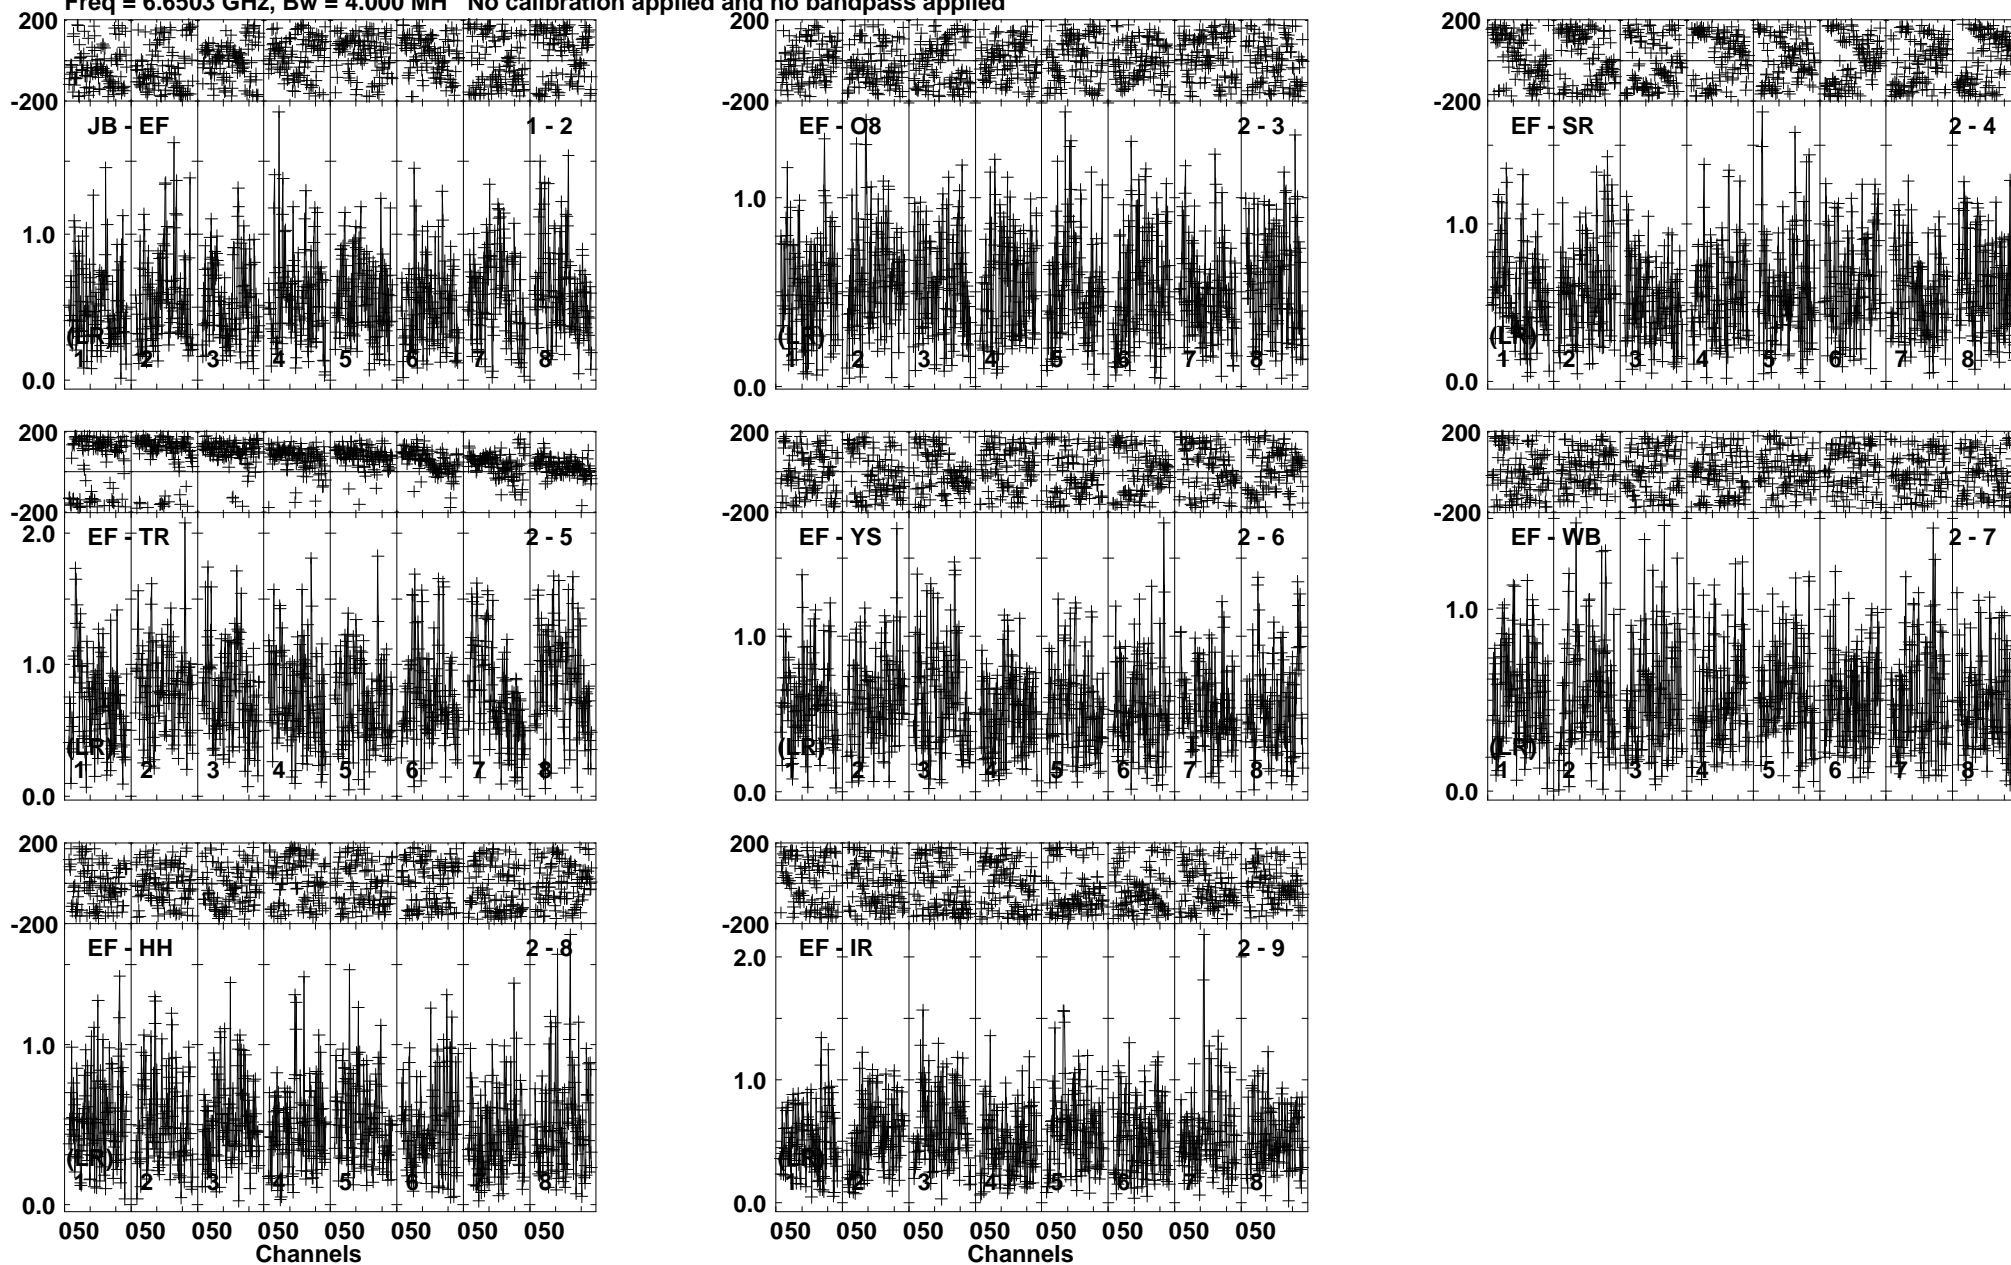 Freq = 6.6503 GHz, Bw = 4.000 MH No calibration applied and no bandpass applied
200
-200
JB - EF 1 - 2
1.0
(LR)
1 2 3 4 5 6 7 8
0.0
200
-200
EF - O8 2 - 3
1.0
(LR)
1 2 3 4 5 6 7 8
0.0
200
-200
EF - SR 2 - 4
1.0
(LR)
1 2 3 4 5 6 7 8
0.0
200
-200
2.0
EF - TR 2 - 5
1.0
(LR)
1 2 3 4 5 6 7 8
0.0
200
-200
EF - YS 2 - 6
1.0
(LR)
1 2 3 4 5 6 7 8
0.0
200
-200
EF - WB 2 - 7
1.0
(LR)
1 2 3 4 5 6 7 8
0.0
200
-200
EF - HH 2 - 8
1.0
(LR)
1 2 3 4 5 6 7 8
0.0
050 050 050 050 050 050 050 050
Channels
200
-200
EF - IR 2 - 9
2.0
1.0
(LR)
1 2 3 4 5 6 7 8
0.0
050 050 050 050 050 050 050 050
Channels